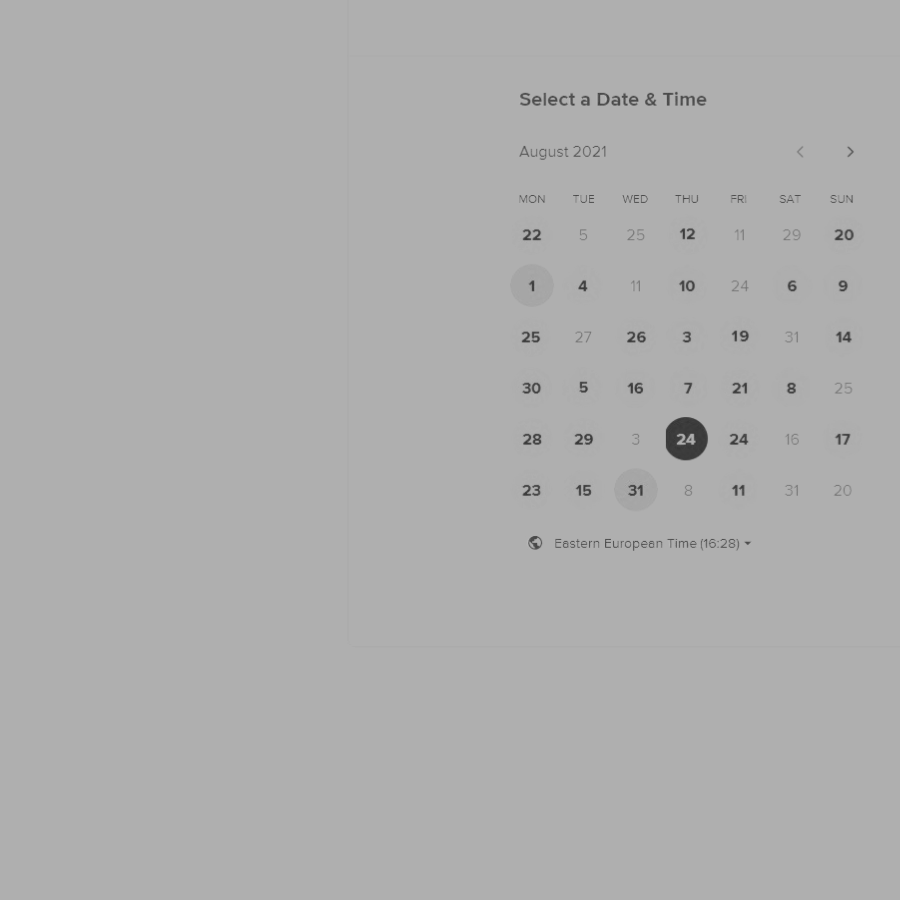 Select a Date & Time
August 2021
MON TUE WED THU FRI SAT SUN
22 5 25 12 11 29 20
1 4 11 10 24 6 9
25 27 26 3 19 31 14
30 5 16 7 21 8 25
28 29 3 24 24 16 17
23 15 31 8 11 31 20
Eastern European Time (16:28)